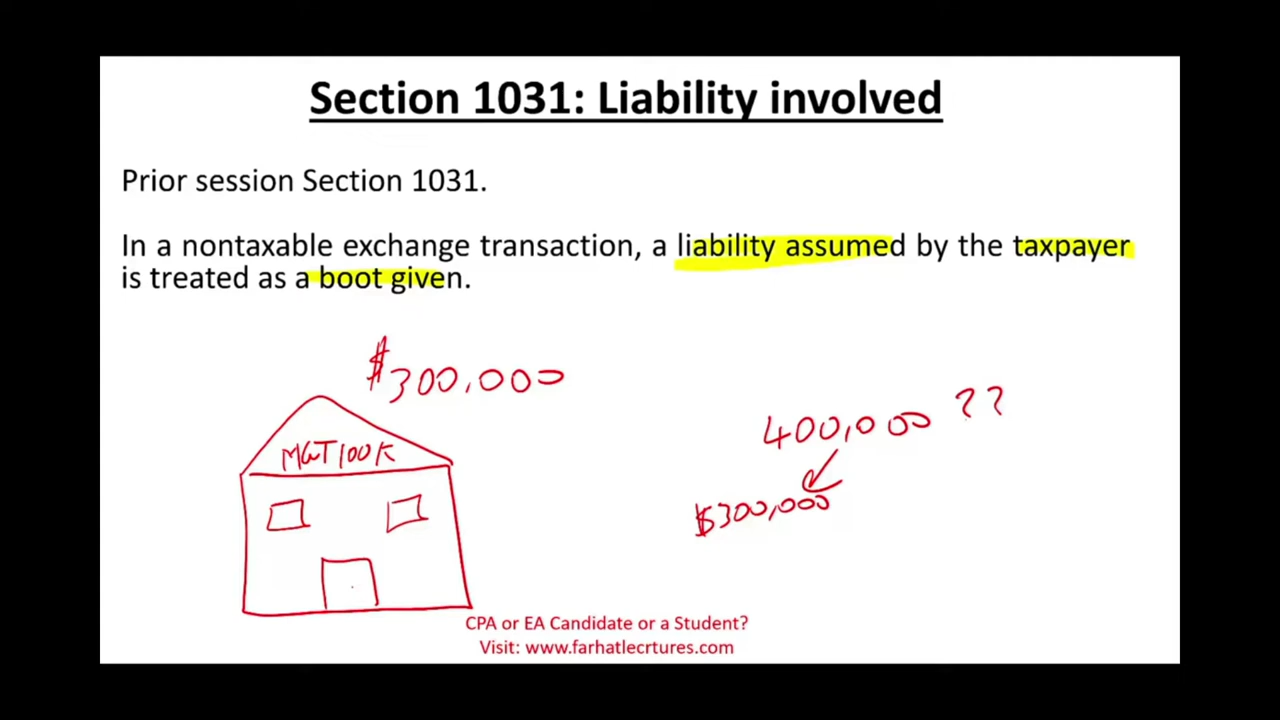 Section 1031: Liability involved
Prior session Section 1031.
In a nontaxable exchange transaction, a liability assumed by the taxpayer
is treated as a boot given.
$300,000
400,000 ??
MGT 100K
$300,000
CPA or EA Candidate or a Student?
Visit: www.farhatlecrtures.com